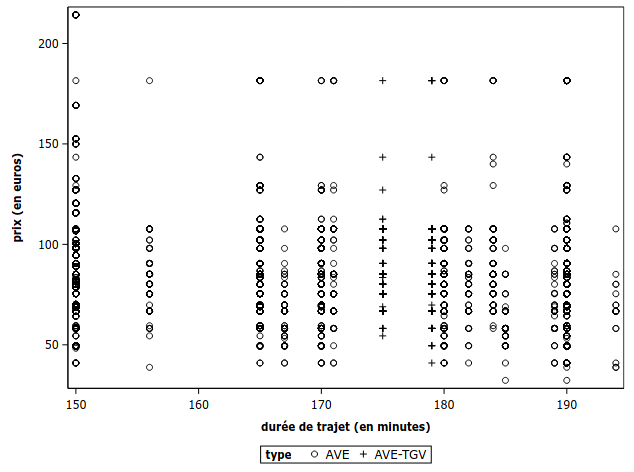 prix (en euros)
200
150
100
50
150 160 170 180 190
durée de trajet (en minutes)
type AVE AVE-TGV